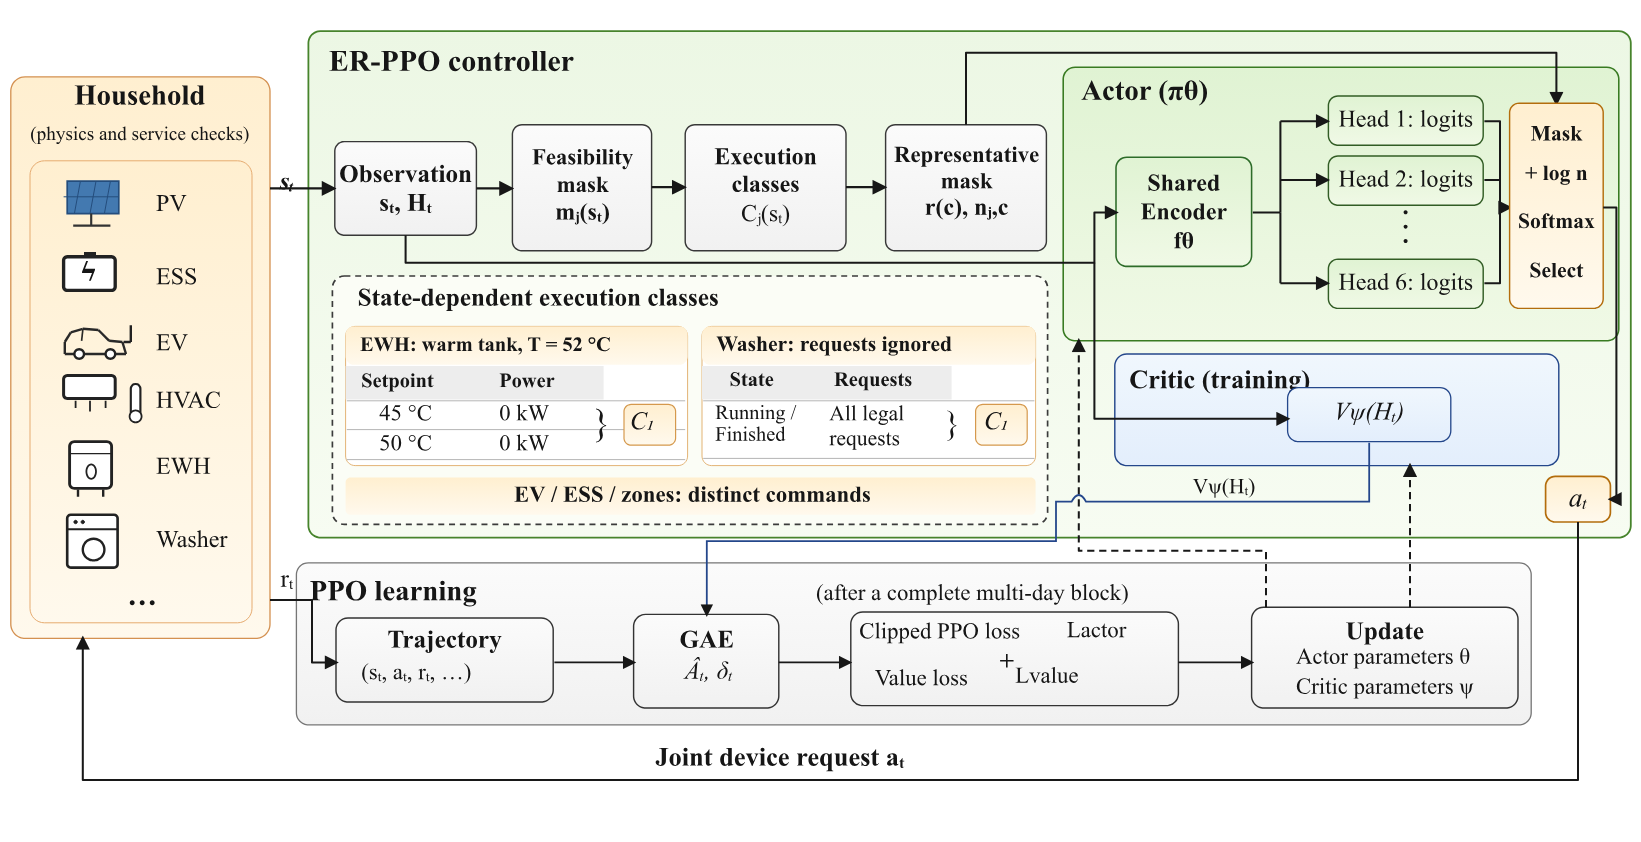 ER-PPO controller
Household
(physics and service checks)
PV
ESS
EV
HVAC
EWH
Washer
...
sₜ
Observation
sₜ, Hₜ
Feasibility
mask
mⱼ(sₜ)
Execution
classes
Cⱼ(sₜ)
Representative
mask
r(c), nⱼ,c
Actor (πθ)
Shared
Encoder
fθ
Head 1: logits
Head 2: logits
⋮
Head 6: logits
Mask
+ log n
Softmax
Select
State-dependent execution classes
EWH: warm tank, T = 52 °C
Setpoint Power
45 °C 0 kW
50 °C 0 kW
} C₁
Washer: requests ignored
State Requests
Running / All legal
Finished requests
} C₁
EV / ESS / zones: distinct commands
Critic (training)
Vψ(Hₜ)
Vψ(Hₜ)
aₜ
rₜ
PPO learning
(after a complete multi-day block)
Trajectory
(sₜ, aₜ, rₜ, …)
GAE
Âₜ, δₜ
Clipped PPO loss Lactor
+
Value loss Lvalue
Update
Actor parameters θ
Critic parameters ψ
Joint device request aₜ